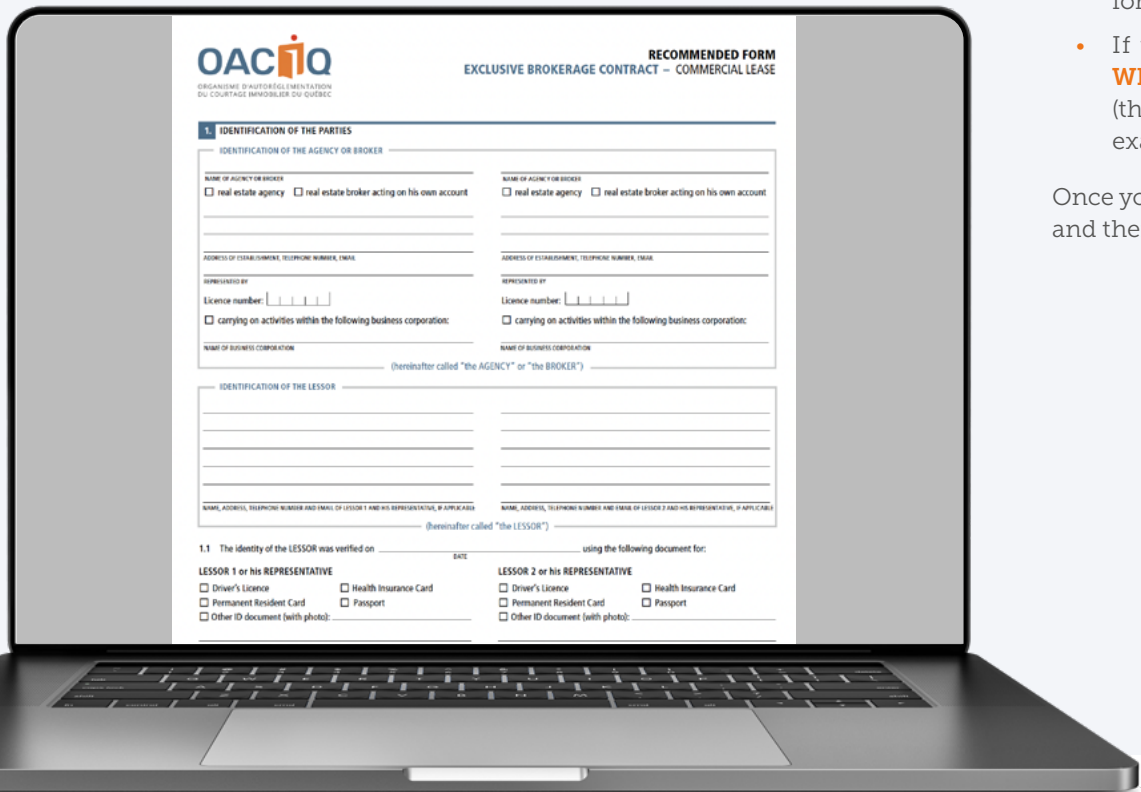 OACIQ
ORGANISME D'AUTORÉGLEMENTATION
DU COURTAGE IMMOBILIER DU QUÉBEC
RECOMMENDED FORM
EXCLUSIVE BROKERAGE CONTRACT – COMMERCIAL LEASE
1. IDENTIFICATION OF THE PARTIES
IDENTIFICATION OF THE AGENCY OR BROKER
NAME OF AGENCY OR BROKER NAME OF AGENCY OR BROKER
☐ real estate agency ☐ real estate broker acting on his own account ☐ real estate agency ☐ real estate broker acting on his own account
ADDRESS OF ESTABLISHMENT, TELEPHONE NUMBER, EMAIL ADDRESS OF ESTABLISHMENT, TELEPHONE NUMBER, EMAIL
REPRESENTED BY REPRESENTED BY
Licence number: Licence number:
☐ carrying on activities within the following business corporation: ☐ carrying on activities within the following business corporation:
NAME OF BUSINESS CORPORATION NAME OF BUSINESS CORPORATION
(hereinafter called "the AGENCY" or "the BROKER")
IDENTIFICATION OF THE LESSOR
NAME, ADDRESS, TELEPHONE NUMBER AND EMAIL OF LESSOR 1 AND HIS REPRESENTATIVE, IF APPLICABLE NAME, ADDRESS, TELEPHONE NUMBER AND EMAIL OF LESSOR 2 AND HIS REPRESENTATIVE, IF APPLICABLE
(hereinafter called "the LESSOR")
1.1 The identity of the LESSOR was verified on using the following document for:
DATE
LESSOR 1 or his REPRESENTATIVE LESSOR 2 or his REPRESENTATIVE
☐ Driver's Licence ☐ Health Insurance Card ☐ Driver's Licence ☐ Health Insurance Card
☐ Permanent Resident Card ☐ Passport ☐ Permanent Resident Card ☐ Passport
☐ Other ID document (with photo): ☐ Other ID document (with photo):
• If
(th
exa
Once yo
and the